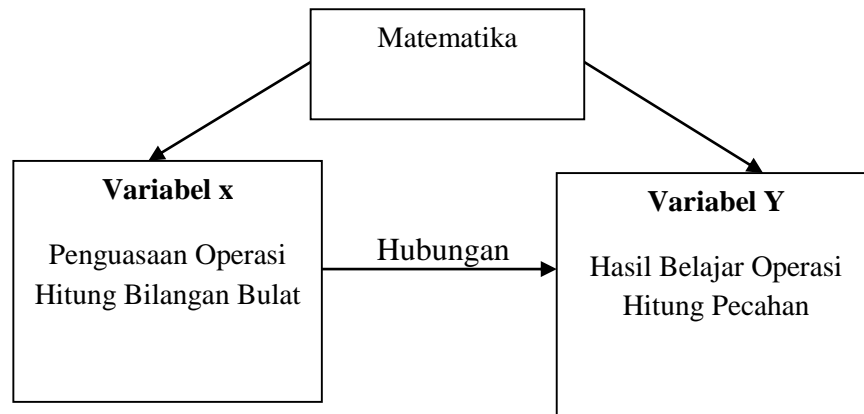 Matematika
Variabel x
Penguasaan Operasi
Hitung Bilangan Bulat
Hubungan
Variabel Y
Hasil Belajar Operasi
Hitung Pecahan